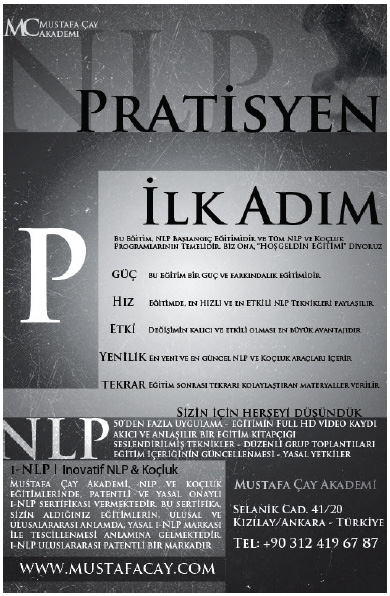 MC MUSTAFA ÇAY
AKADEMİ
NLP
PRATİSYEN
İLK ADIM
P
BU EĞİTİM, NLP BAŞLANGIÇ EĞİTİMİDİR VE TÜM NLP VE KOÇLUK
PROGRAMLARININ TEMELİDİR. BİZ ONA, "HOŞGELDİN EĞİTİMİ" DİYORUZ
GÜÇ BU EĞİTİM BİR GÜÇ VE FARKINDALIK EĞİTİMİDİR
HIZ EĞİTİMDE, EN HIZLI VE EN ETKİLİ NLP TEKNİKLERİ PAYLAŞILIR
ETKİ DEĞİŞİMİN KALICI VE ETKİLİ OLMASI EN BÜYÜK AVANTAJIDIR
YENİLİK EN YENİ VE EN GÜNCEL NLP VE KOÇLUK ARAÇLARI İÇERİR
TEKRAR EĞİTİM SONRASI TEKRARI KOLAYLAŞTIRAN MATERYALLER VERİLİR
SİZİN İÇİN HERŞEYİ DÜŞÜNDÜK
NLP
50'DEN FAZLA UYGULAMA - EĞİTİMİN FULL HD VİDEO KAYDI
AKICI VE ANLAŞILIR BİR EĞİTİM KİTAPÇIĞI
SESLENDİRİLMİŞ TEKNİKLER - DÜZENLİ GRUP TOPLANTILARI
EĞİTİM İÇERİĞİNİN GÜNCELLENMESİ - YASAL YETKİLER
I-NLP | Inovatif NLP & Koçluk
MUSTAFA ÇAY AKADEMİ, -NLP VE KOÇLUK
EĞİTİMLERİNDE, PATENTLİ VE YASAL ONAYLI
I-NLP SERTİFİKASI VERMEKTEDİR. BU SERTİFİKA,
SİZİN ALDIĞINIZ EĞİTİMLERİN, ULUSAL VE
ULUSALARARASI ANLAMDA, YASAL I-NLP MARKASI
İLE TESCİLLENMESİ ANLAMINA GELMEKTEDİR.
I-NLP ULUSLARARASI PATENTLİ BİR MARKADIR.
WWW.MUSTAFACAY.COM
MUSTAFA ÇAY AKADEMİ
SELANİK CAD. 41/20
KIZILAY/ANKARA - TÜRKİYE
TEL: +90 312 419 67 87